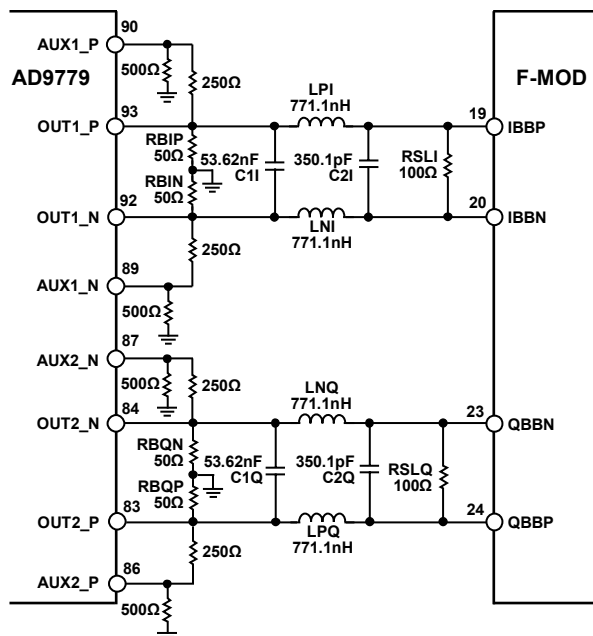 AD9779
F-MOD
AUX1_P
90
500Ω
250Ω
OUT1_P
93
RBIP
50Ω
RBIN
50Ω
53.62nF
C1I
LPI
771.1nH
350.1pF
C2I
RSLI
100Ω
19
IBBP
OUT1_N
92
250Ω
LNI
771.1nH
20
IBBN
AUX1_N
89
500Ω
AUX2_N
87
500Ω
250Ω
OUT2_N
84
RBQN
50Ω
RBQP
50Ω
53.62nF
C1Q
LNQ
771.1nH
350.1pF
C2Q
RSLQ
100Ω
23
QBBN
OUT2_P
83
250Ω
LPQ
771.1nH
24
QBBP
AUX2_P
86
500Ω